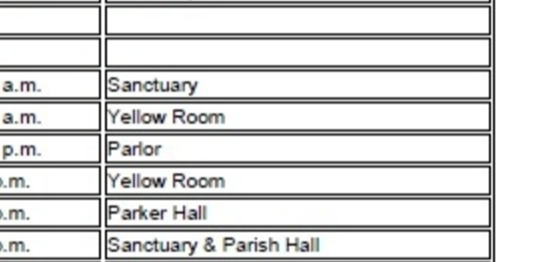 a.m. Sanctuary
a.m. Yellow Room
p.m. Parlor
.m. Yellow Room
.m. Parker Hall
.m. Sanctuary & Parish Hall